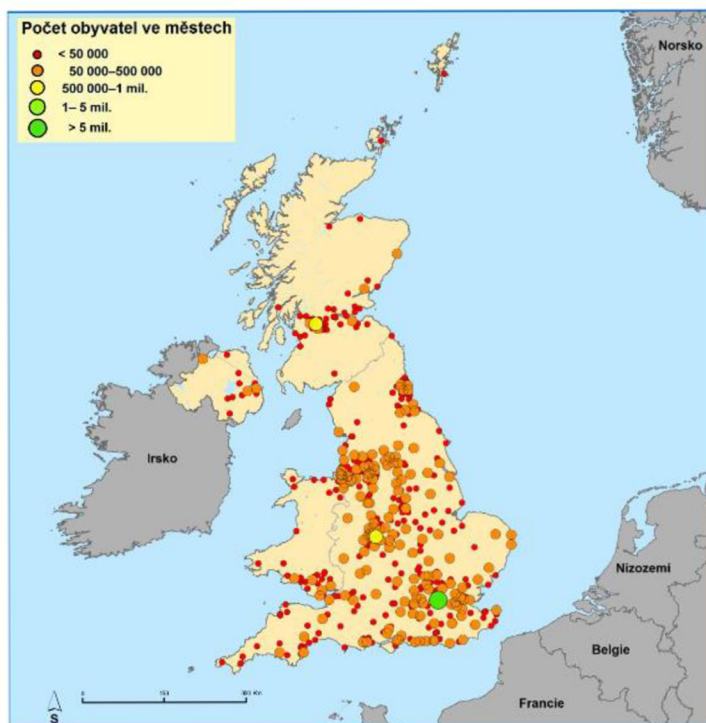 Počet obyvatel ve městech
< 50 000
50 000–500 000
500 000–1 mil.
1– 5 mil.
> 5 mil.
Norsko
Irsko
Nizozemí
Belgie
Francie
S
0